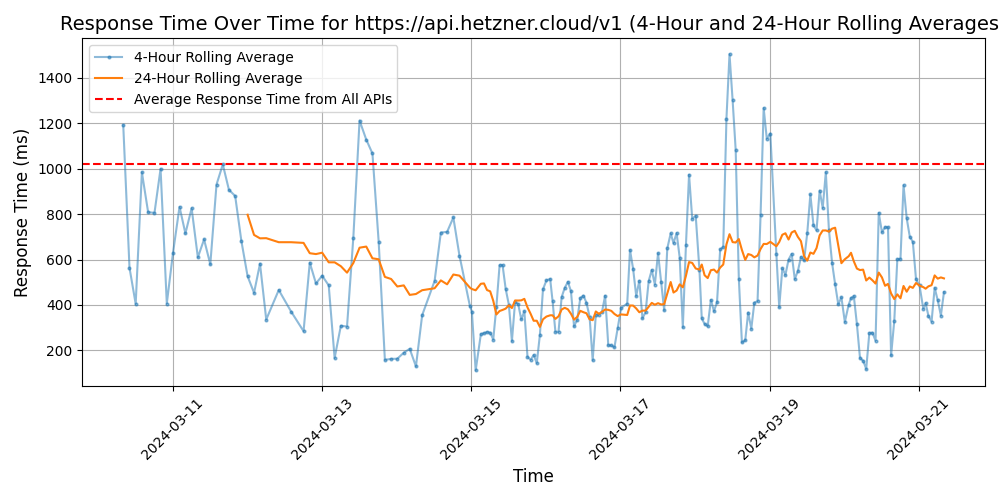 Response Time Over Time for https://api.hetzner.cloud/v1 (4-Hour and 24-Hour Rolling Averages
4-Hour Rolling Average
24-Hour Rolling Average
Average Response Time from All APIs
Response Time (ms)
1400
1200
1000
800
600
400
200
2024-03-11
2024-03-13
2024-03-15
2024-03-17
2024-03-19
2024-03-21
Time